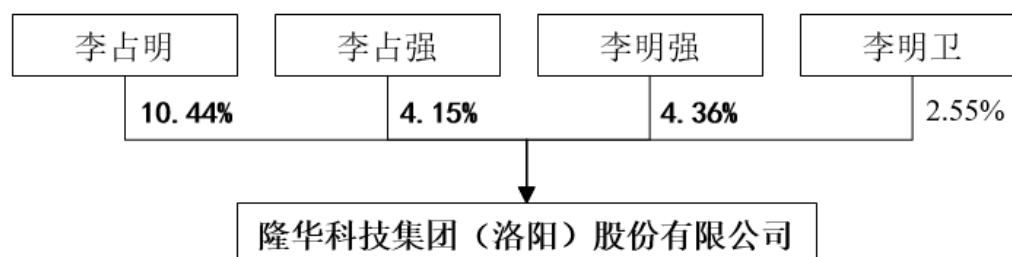 李占明 李占强 李明强 李明卫
10.44% 4.15% 4.36% 2.55%
隆华科技集团（洛阳）股份有限公司